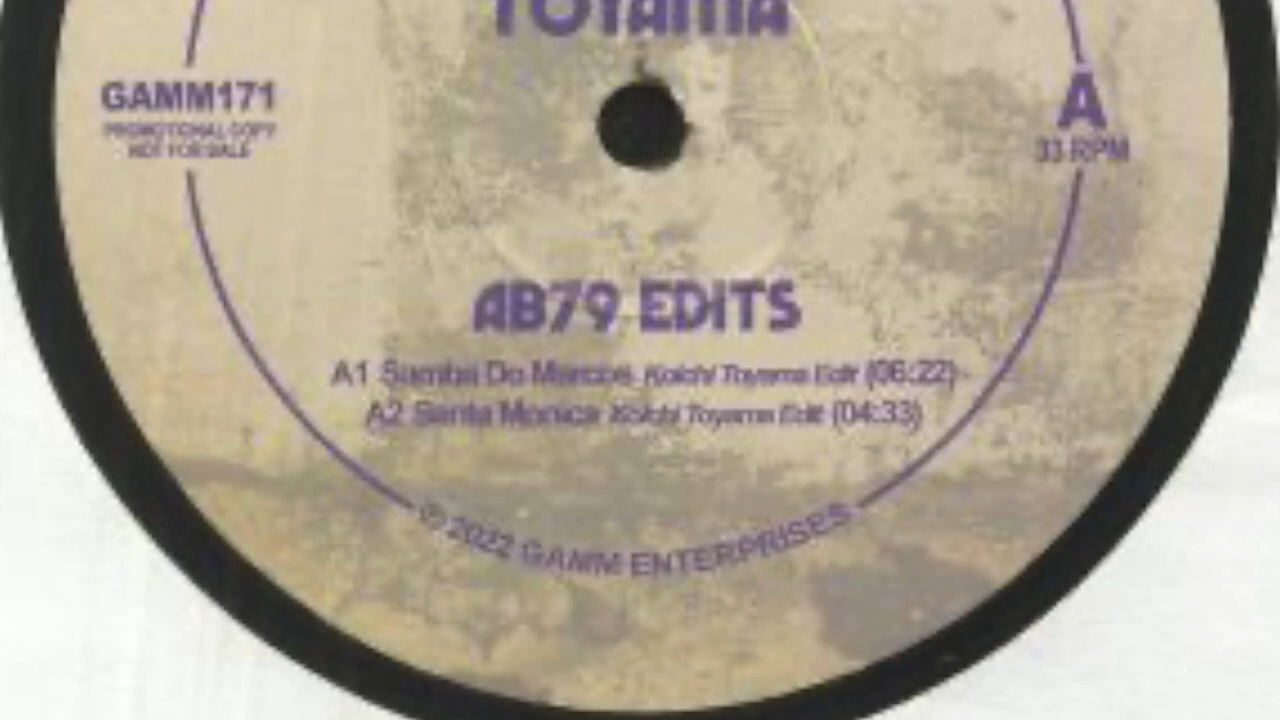 TOYAMA
GAMM171
PROMOTIONAL COPY
NOT FOR SALE
A
33 RPM
AB79 EDITS
A1 Samba Do Marcos Koichi Toyama Edit (06:22)
A2 Santa Monica Koichi Toyama Edit (04:33)
℗ 2022 GAMM ENTERPRISES